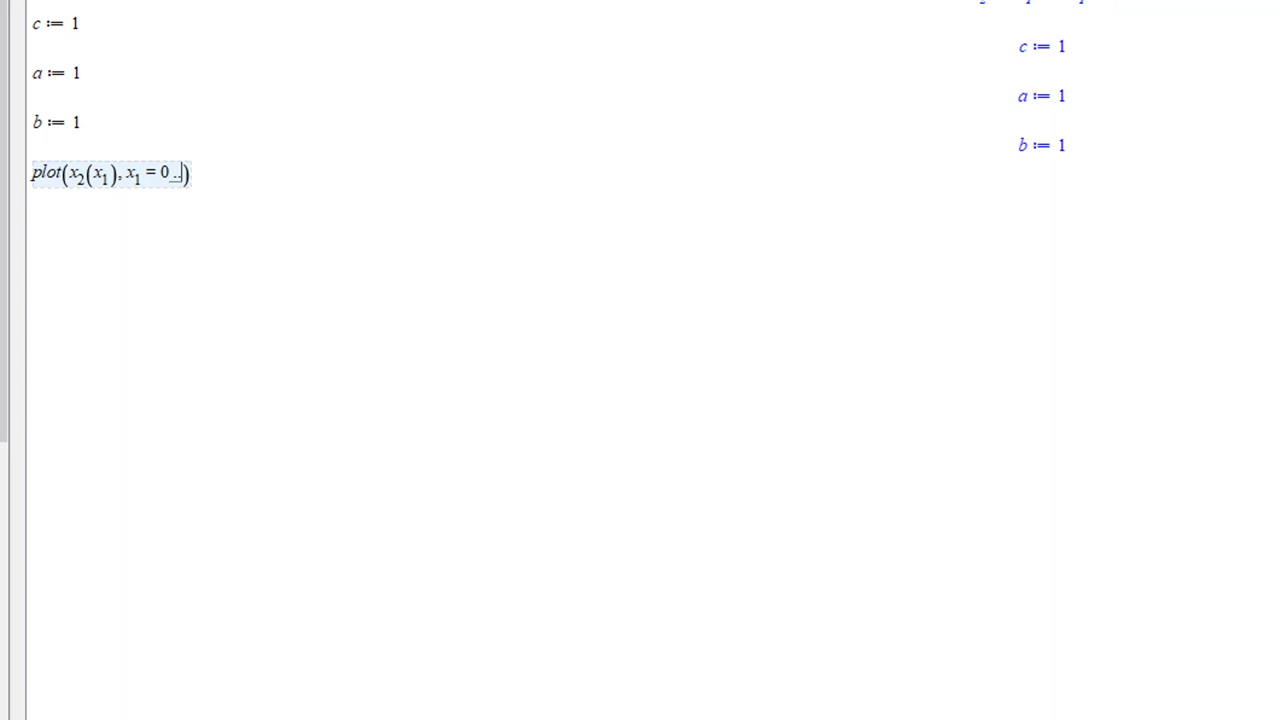 c := 1
c := 1
a := 1
a := 1
b := 1
b := 1
plot(x₂(x₁), x₁ = 0 ..)